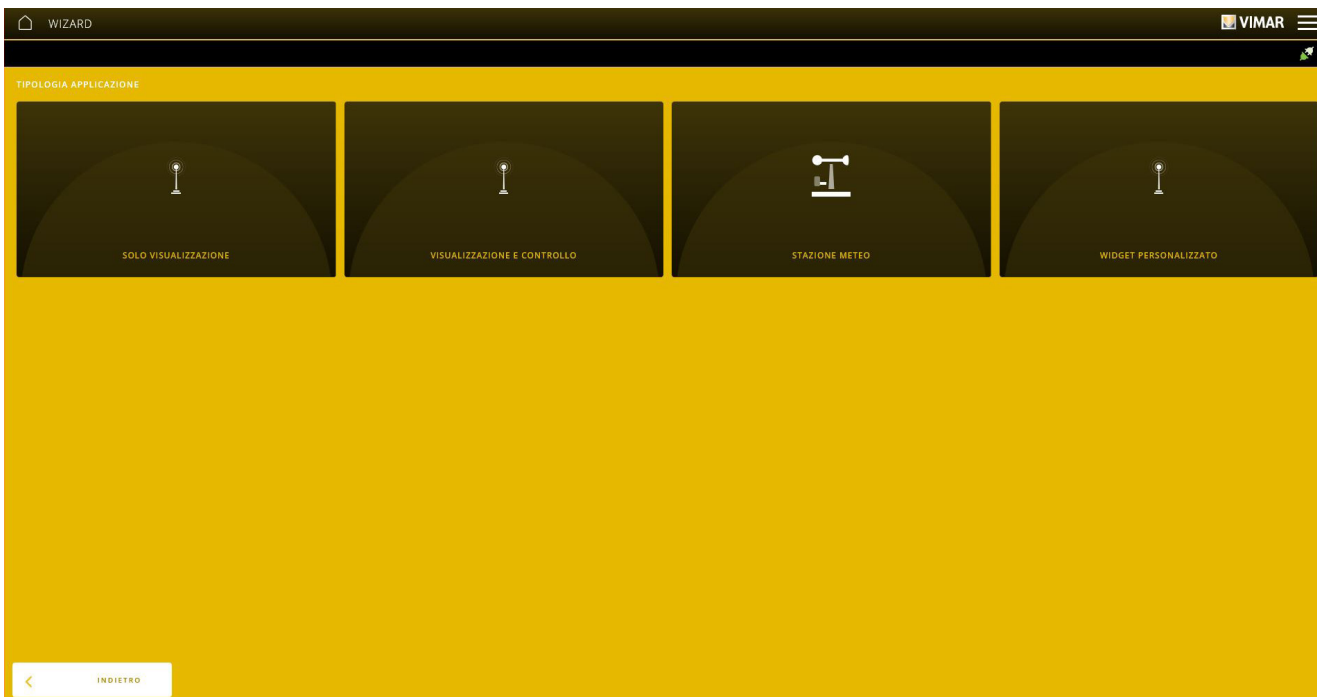 WIZARD
VIMAR
TIPOLOGIA APPLICAZIONE
SOLO VISUALIZZAZIONE
VISUALIZZAZIONE E CONTROLLO
STAZIONE METEO
WIDGET PERSONALIZZATO
INDIETRO